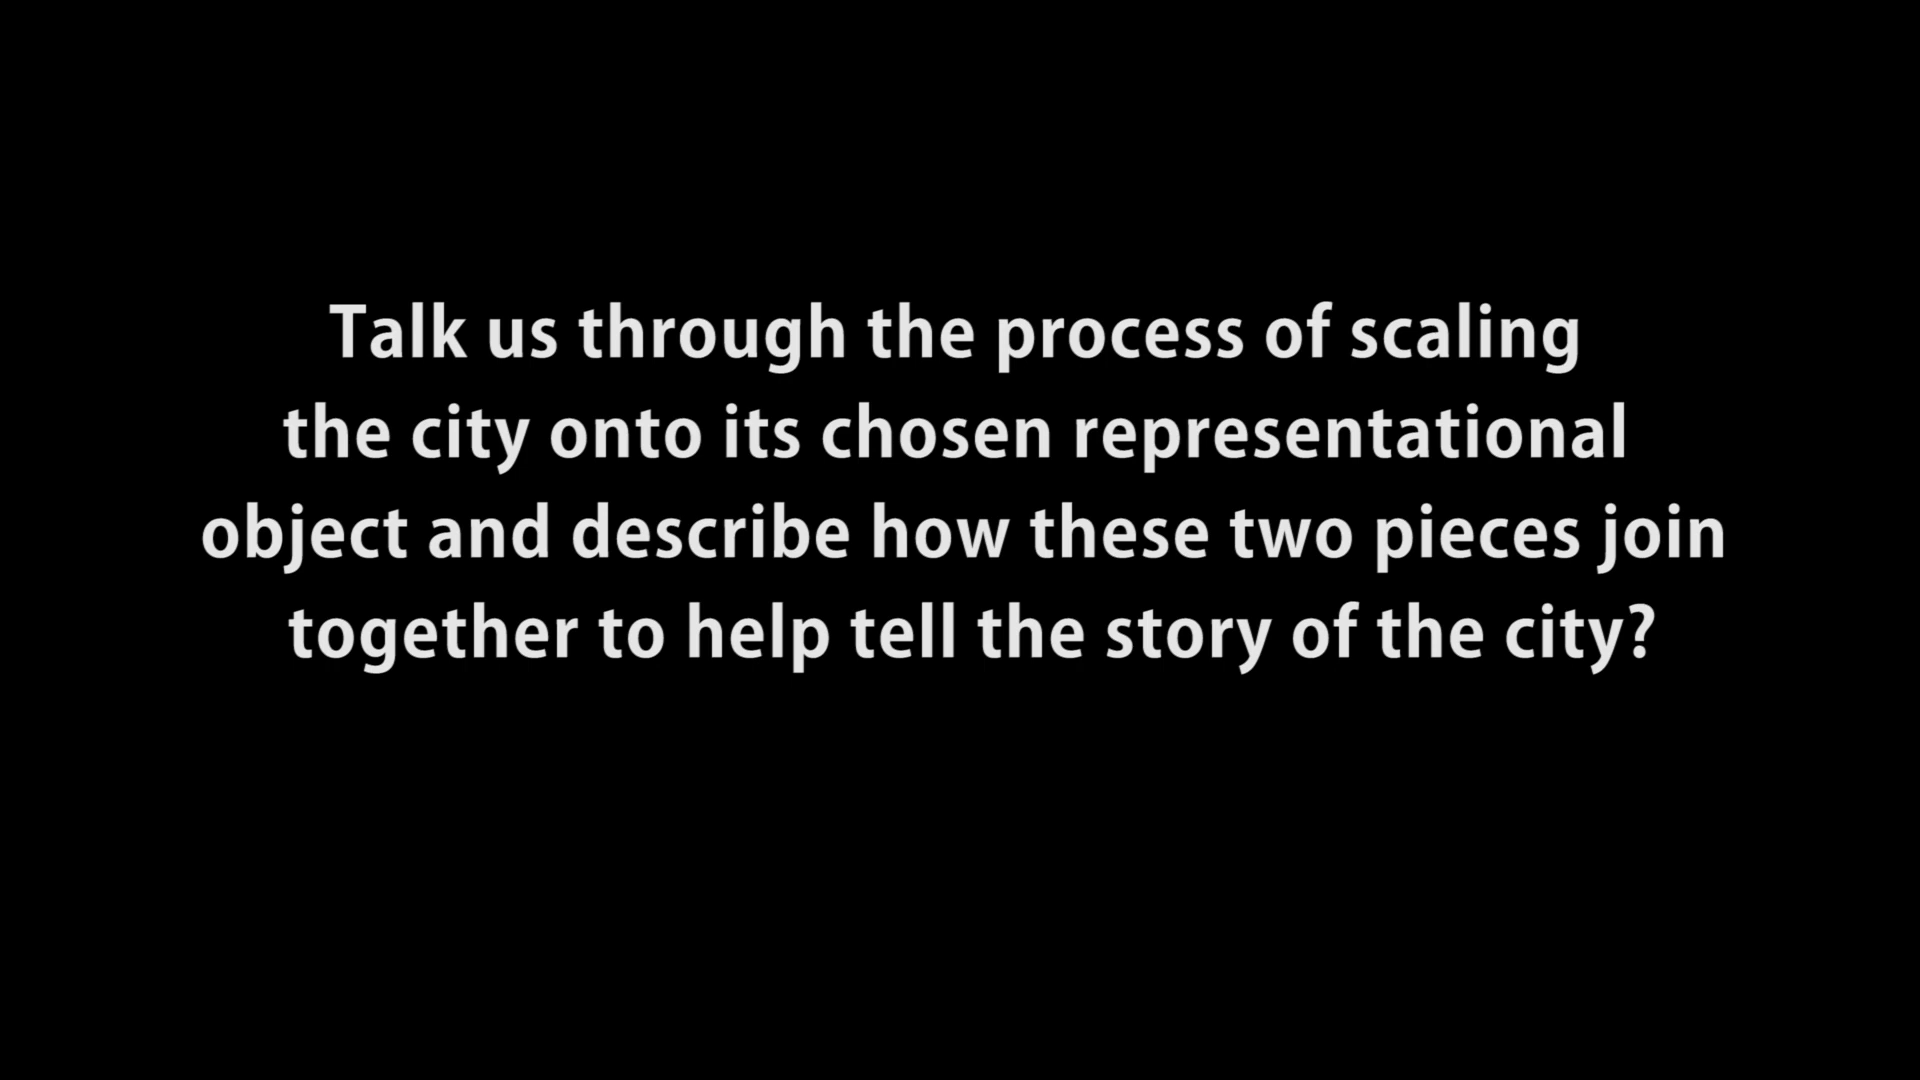 Talk us through the process of scaling
the city onto its chosen representational
object and describe how these two pieces join
together to help tell the story of the city?